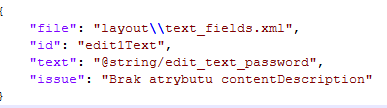 {
"file": "layout\\text_fields.xml",
"id": "edit1Text",
"text": "@string/edit_text_password",
"issue": "Brak atrybutu contentDescription"
}